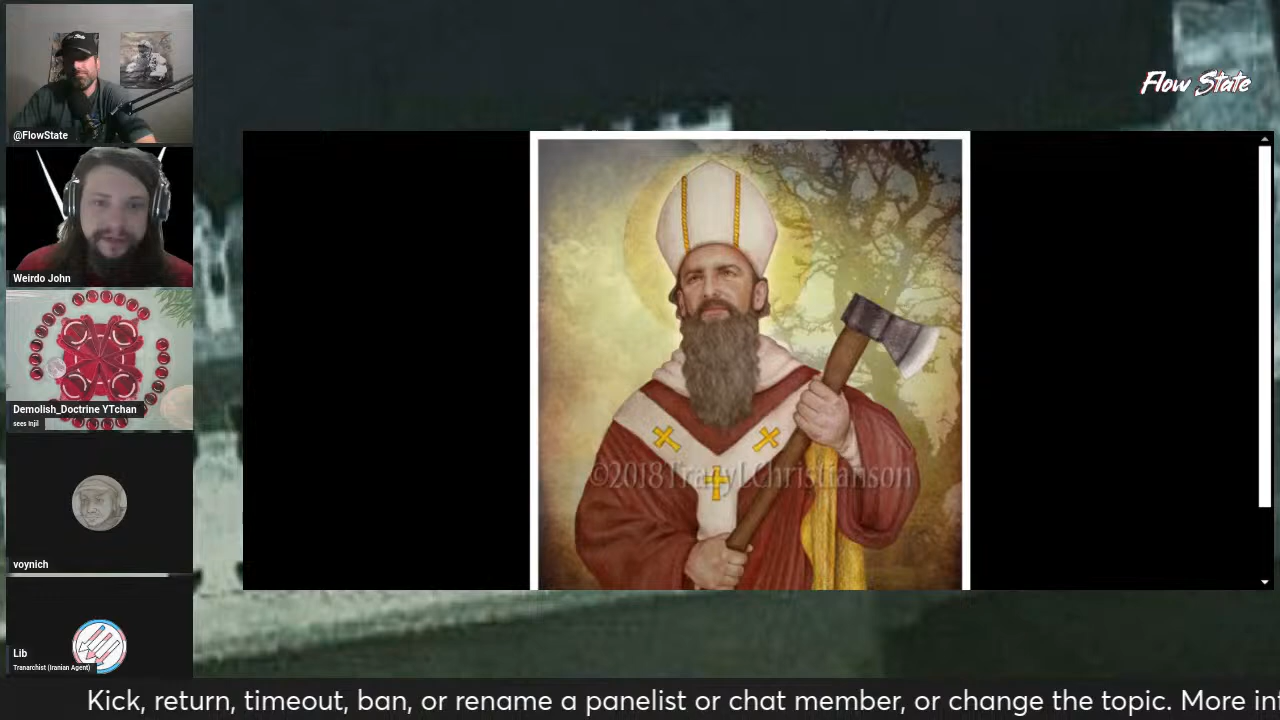 @FlowState
Weirdo John
Demolish_Doctrine YTchan
sees Injil
voynich
Lib
Tranarchist (Iranian Agent)
Flow State
©2018TracyLChristianson
Kick, return, timeout, ban, or rename a panelist or chat member, or change the topic. More in